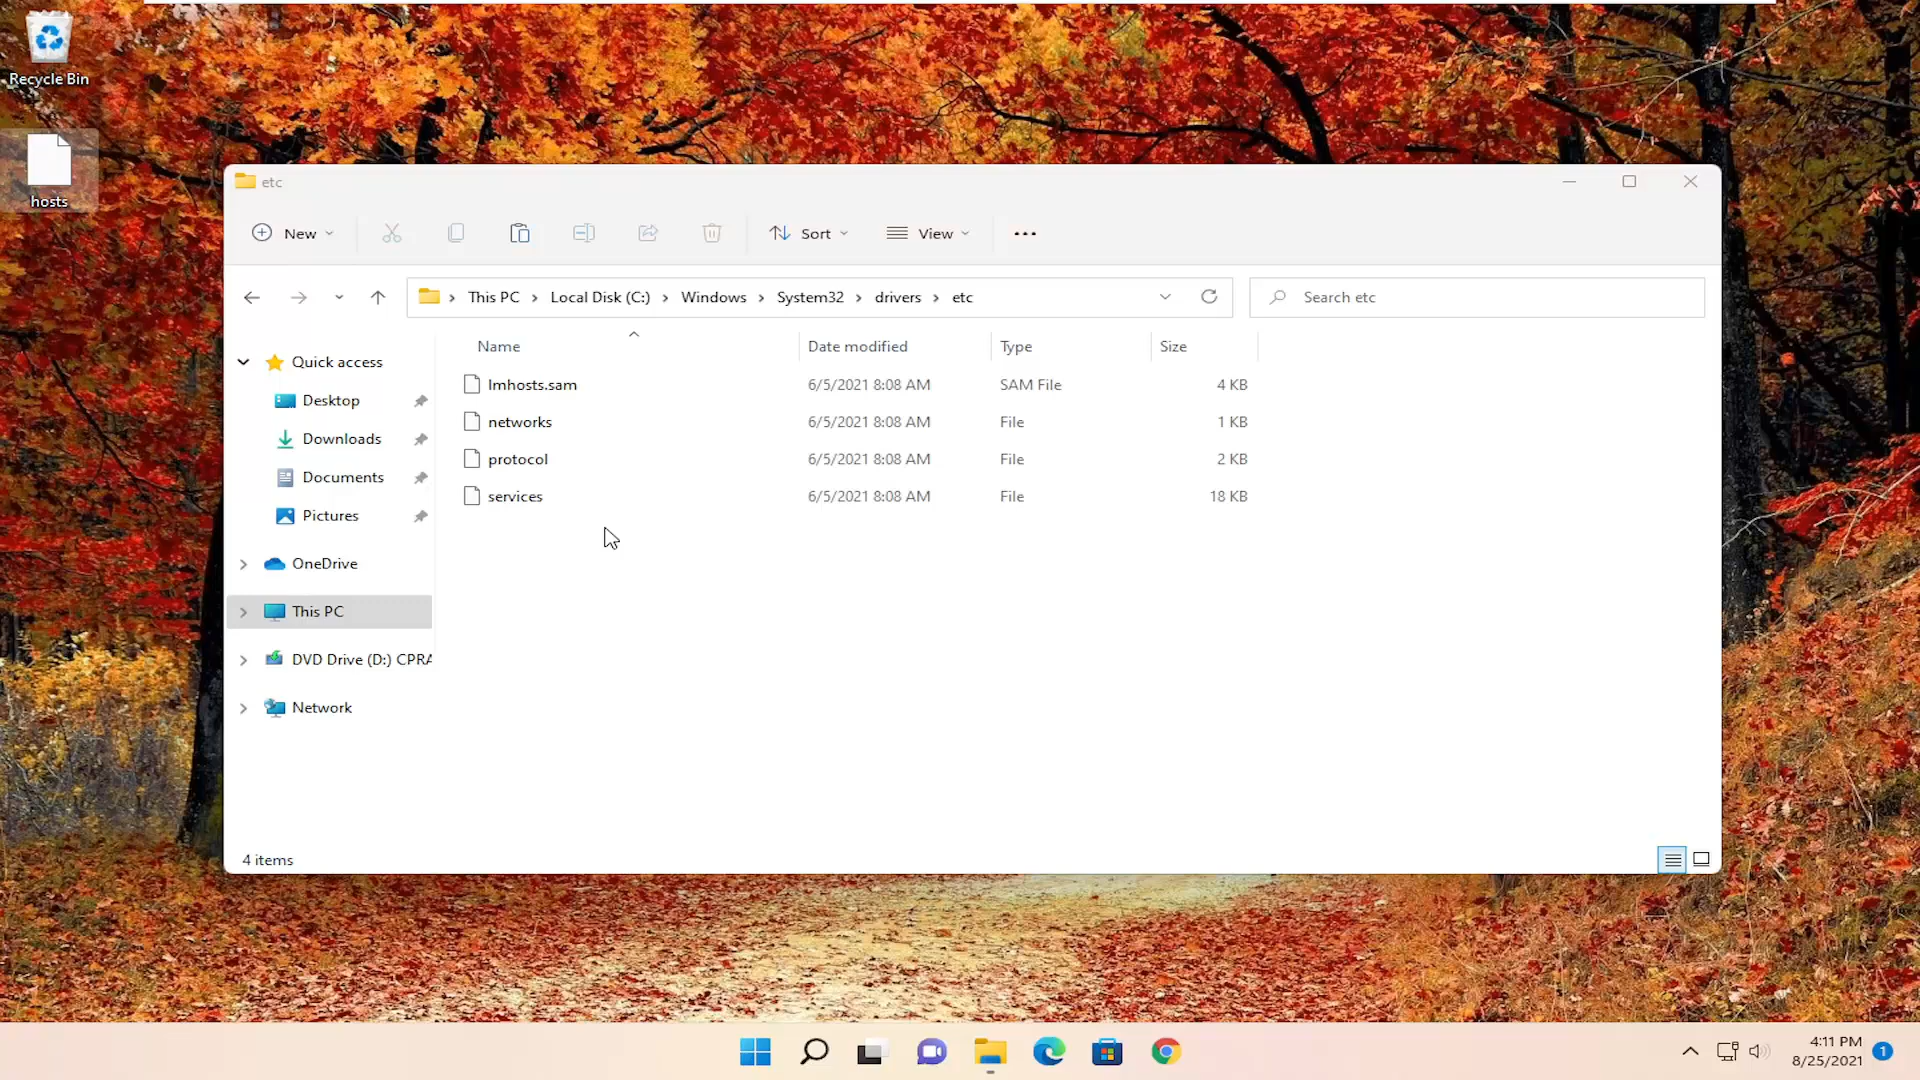 Recycle Bin
hosts
etc
New
Sort
View
This PC
Local Disk (C:)
Windows
System32
drivers
etc
Search etc
Name
Date modified
Type
Size
Quick access
Desktop
Downloads
Documents
Pictures
OneDrive
This PC
DVD Drive (D:) CPRA
Network
lmhosts.sam 6/5/2021 8:08 AM SAM File 4 KB
networks 6/5/2021 8:08 AM File 1 KB
protocol 6/5/2021 8:08 AM File 2 KB
services 6/5/2021 8:08 AM File 18 KB
4 items
4:11 PM
8/25/2021
1